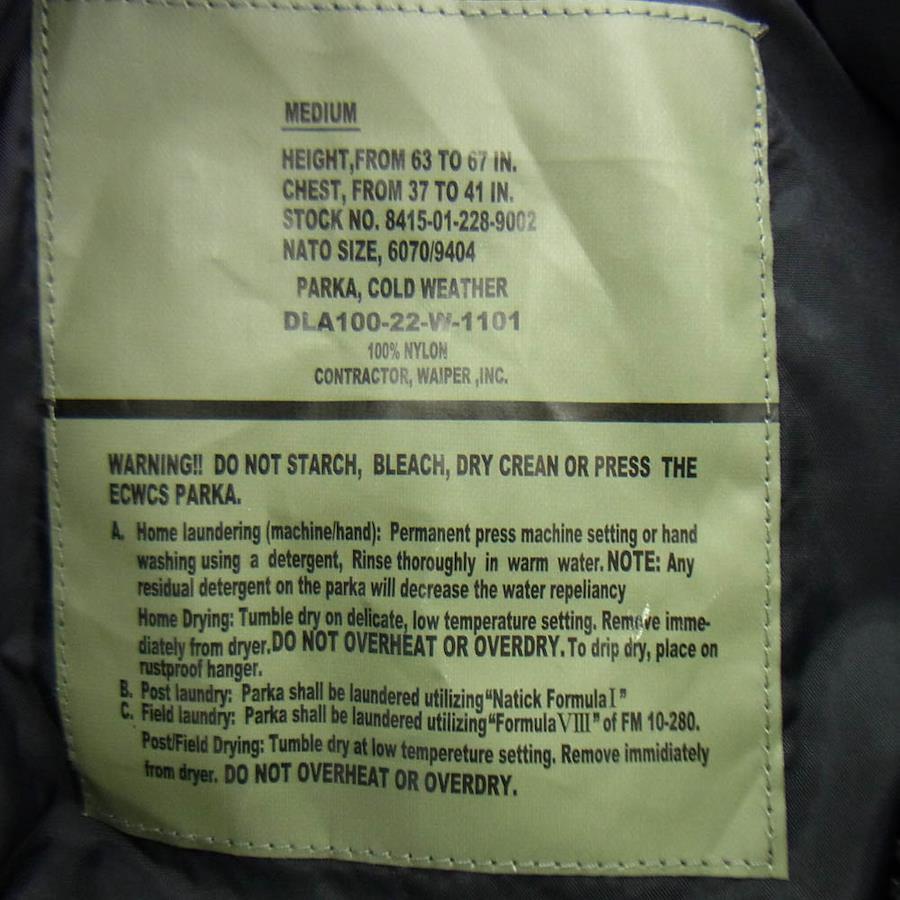 MEDIUM
HEIGHT,FROM 63 TO 67 IN.
CHEST, FROM 37 TO 41 IN.
STOCK NO. 8415-01-228-9002
NATO SIZE, 6070/9404
PARKA, COLD WEATHER
DLA100-22-W-1101
100% NYLON
CONTRACTOR, WAIPER ,INC.
WARNING!! DO NOT STARCH, BLEACH, DRY CREAN OR PRESS THE
ECWCS PARKA.
A. Home laundering (machine/hand): Permanent press machine setting or hand
washing using a detergent, Rinse thoroughly in warm water. NOTE: Any
residual detergent on the parka will decrease the water repeliancy
Home Drying: Tumble dry on delicate, low temperature setting. Remove imme-
diately from dryer. DO NOT OVERHEAT OR OVERDRY. To drip dry, place on
rustproof hanger.
B. Post laundry: Parka shall be laundered utilizing "Natick Formula I"
C. Field laundry: Parka shall be laundered utilizing "Formula VIII" of FM 10-280.
Post/Field Drying: Tumble dry at low tempereture setting. Remove immidiately
from dryer. DO NOT OVERHEAT OR OVERDRY.